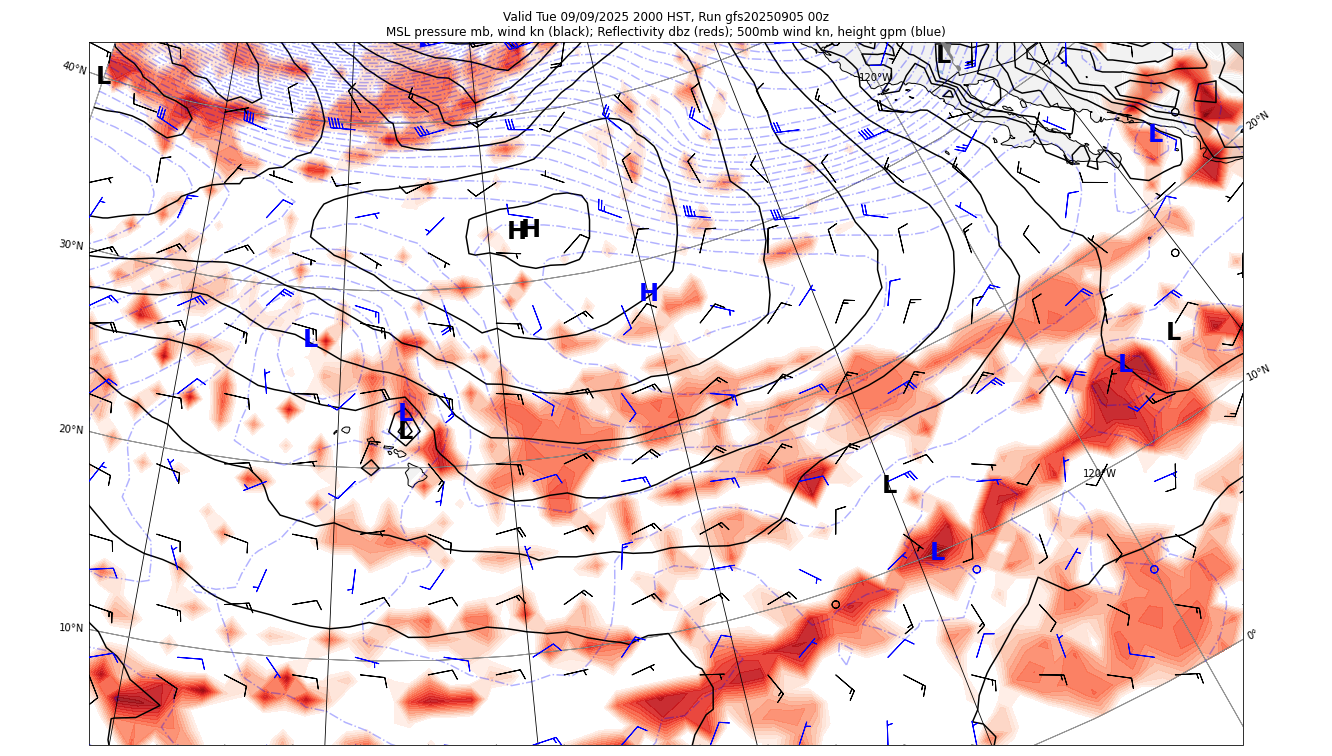 Valid Tue 09/09/2025 2000 HST, Run gfs20250905 00z
MSL pressure mb, wind kn (black); Reflectivity dbz (reds); 500mb wind kn, height gpm (blue)
40°N
L
120°W
L
20°N
L
30°N
H
H
H
L
L
L
10°N
20°N
L
L
120°W
L
L
10°N
0°